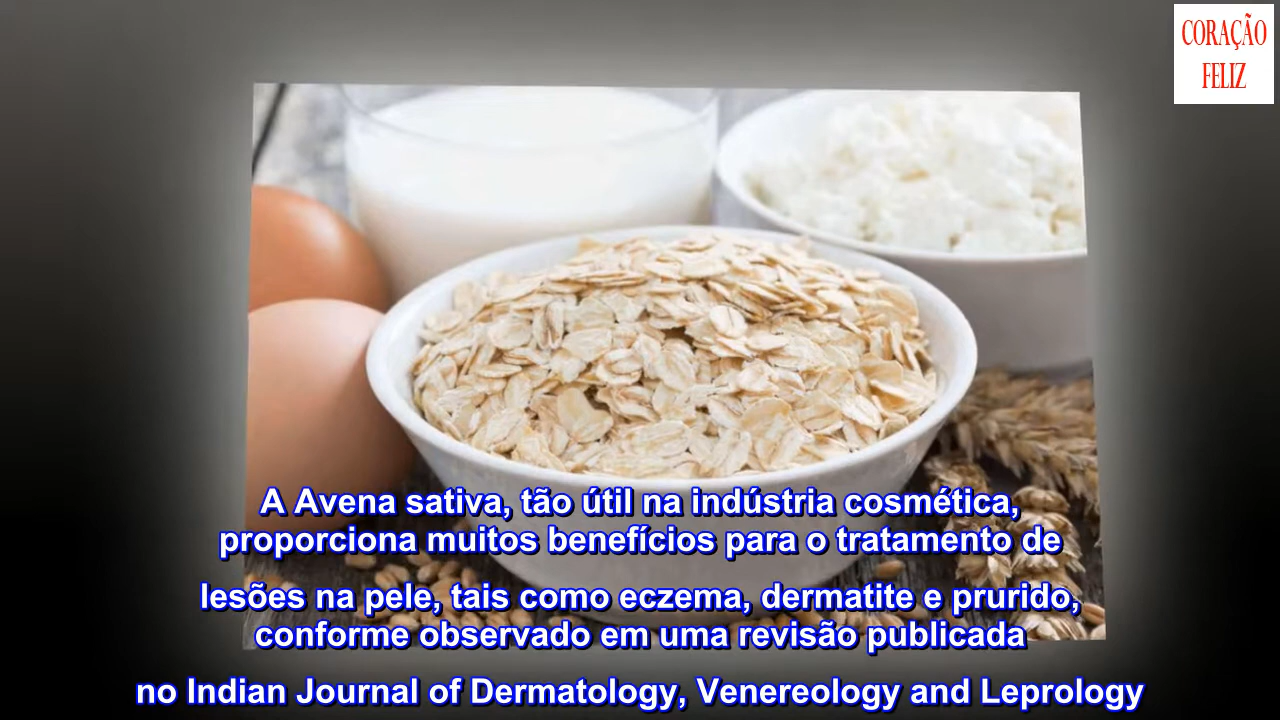 CORAÇÃO
FELIZ
A Avena sativa, tão útil na indústria cosmética,
proporciona muitos benefícios para o tratamento de
lesões na pele, tais como eczema, dermatite e prurido,
conforme observado em uma revisão publicada
no Indian Journal of Dermatology, Venereology and Leprology